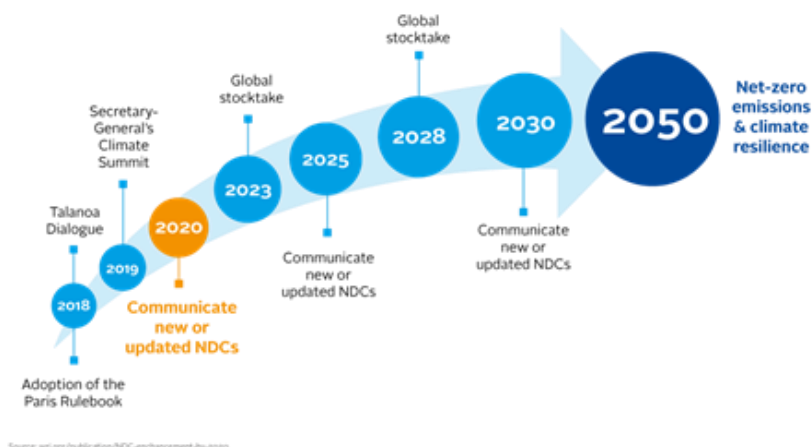 Global
stocktake
Global
stocktake
Secretary-
General's
Climate
Summit
Talanoa
Dialogue
2018
2019
2020
2023
2025
2028
2030
2050
Net-zero
emissions
& climate
resilience
Communicate
new or
updated NDCs
Communicate
new or
updated NDCs
Communicate
new or
updated NDCs
Adoption of the
Paris Rulebook